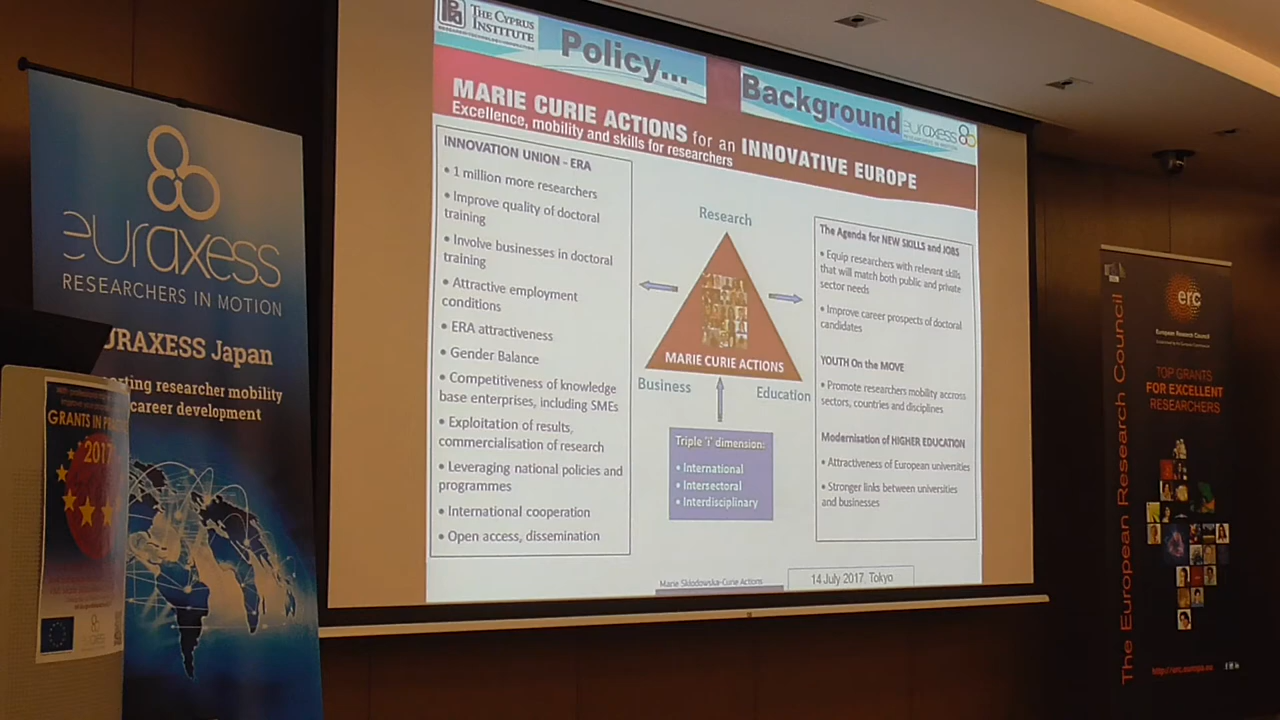 euraxess
RESEARCHERS IN MOTION
URAXESS Japan
rting researcher mobility
career development
GRANTS IN PRAC
2017
THE CYPRUS
INSTITUTE
Policy...
Background
euraxess
MARIE CURIE ACTIONS for an INNOVATIVE EUROPE
Excellence, mobility and skills for researchers
INNOVATION UNION - ERA
• 1 million more researchers
• Improve quality of doctoral
training
• Involve businesses in doctoral
training
• Attractive employment
conditions
• ERA attractiveness
• Gender Balance
• Competitiveness of knowledge
base enterprises, including SMEs
• Exploitation of results,
commercialisation of research
• Leveraging national policies and
programmes
• International cooperation
• Open access, dissemination
Research
MARIE CURIE ACTIONS
Business
Education
Triple 'i' dimension:
• International
• Intersectoral
• Interdisciplinary
The Agenda for NEW SKILLS and JOBS
• Equip researchers with relevant skills
that will match both public and private
sector needs
• Improve career prospects of doctoral
candidates
YOUTH On the MOVE
• Promote researchers mobility accross
sectors, countries and disciplines
Modernisation of HIGHER EDUCATION
• Attractiveness of European universities
• Stronger links between universities
and businesses
Marie Skłodowska-Curie Actions
14 July 2017, Tokyo
The European Research Council
erc
European Research Council
TOP GRANTS
FOR EXCELLENT
RESEARCHERS
http://erc.europa.eu